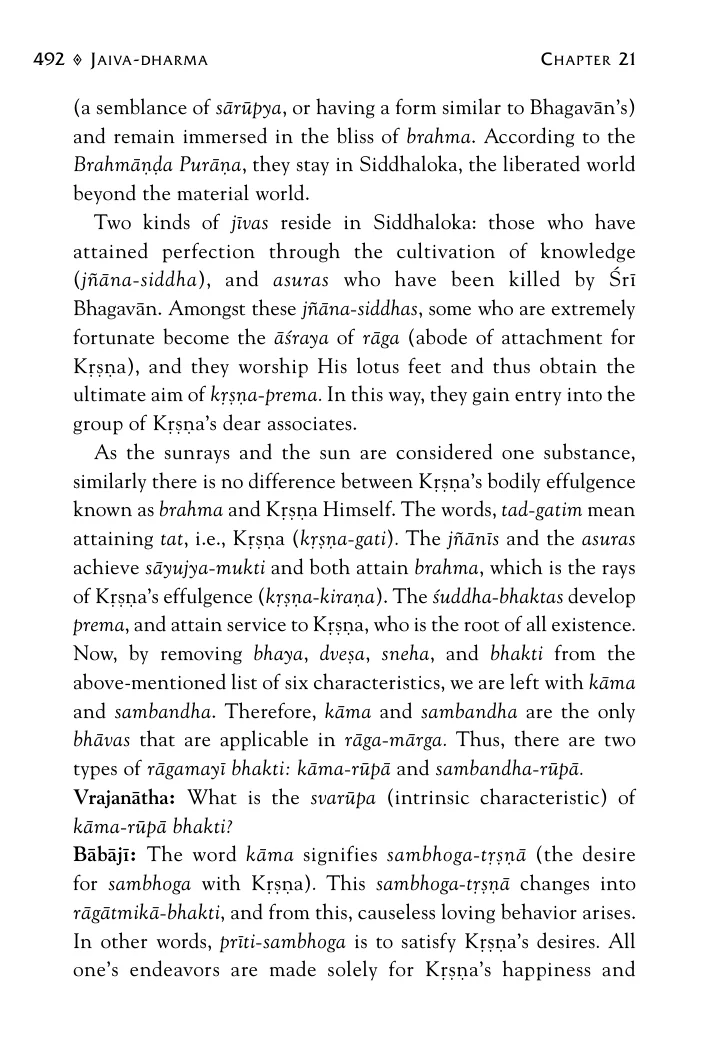 492 ◊ Jaiva-dharma Chapter 21
(a semblance of sārūpya, or having a form similar to Bhagavān's)
and remain immersed in the bliss of brahma. According to the
Brahmāṇḍa Purāṇa, they stay in Siddhaloka, the liberated world
beyond the material world.
Two kinds of jīvas reside in Siddhaloka: those who have
attained perfection through the cultivation of knowledge
(jñāna-siddha), and asuras who have been killed by Śrī
Bhagavān. Amongst these jñāna-siddhas, some who are extremely
fortunate become the āśraya of rāga (abode of attachment for
Kṛṣṇa), and they worship His lotus feet and thus obtain the
ultimate aim of kṛṣṇa-prema. In this way, they gain entry into the
group of Kṛṣṇa's dear associates.
As the sunrays and the sun are considered one substance,
similarly there is no difference between Kṛṣṇa's bodily effulgence
known as brahma and Kṛṣṇa Himself. The words, tad-gatim mean
attaining tat, i.e., Kṛṣṇa (kṛṣṇa-gati). The jñānīs and the asuras
achieve sāyujya-mukti and both attain brahma, which is the rays
of Kṛṣṇa's effulgence (kṛṣṇa-kiraṇa). The śuddha-bhaktas develop
prema, and attain service to Kṛṣṇa, who is the root of all existence.
Now, by removing bhaya, dveṣa, sneha, and bhakti from the
above-mentioned list of six characteristics, we are left with kāma
and sambandha. Therefore, kāma and sambandha are the only
bhāvas that are applicable in rāga-mārga. Thus, there are two
types of rāgamayī bhakti: kāma-rūpā and sambandha-rūpā.
Vrajanātha: What is the svarūpa (intrinsic characteristic) of
kāma-rūpā bhakti?
Bābājī: The word kāma signifies sambhoga-tṛṣṇā (the desire
for sambhoga with Kṛṣṇa). This sambhoga-tṛṣṇā changes into
rāgātmikā-bhakti, and from this, causeless loving behavior arises.
In other words, prīti-sambhoga is to satisfy Kṛṣṇa's desires. All
one's endeavors are made solely for Kṛṣṇa's happiness and